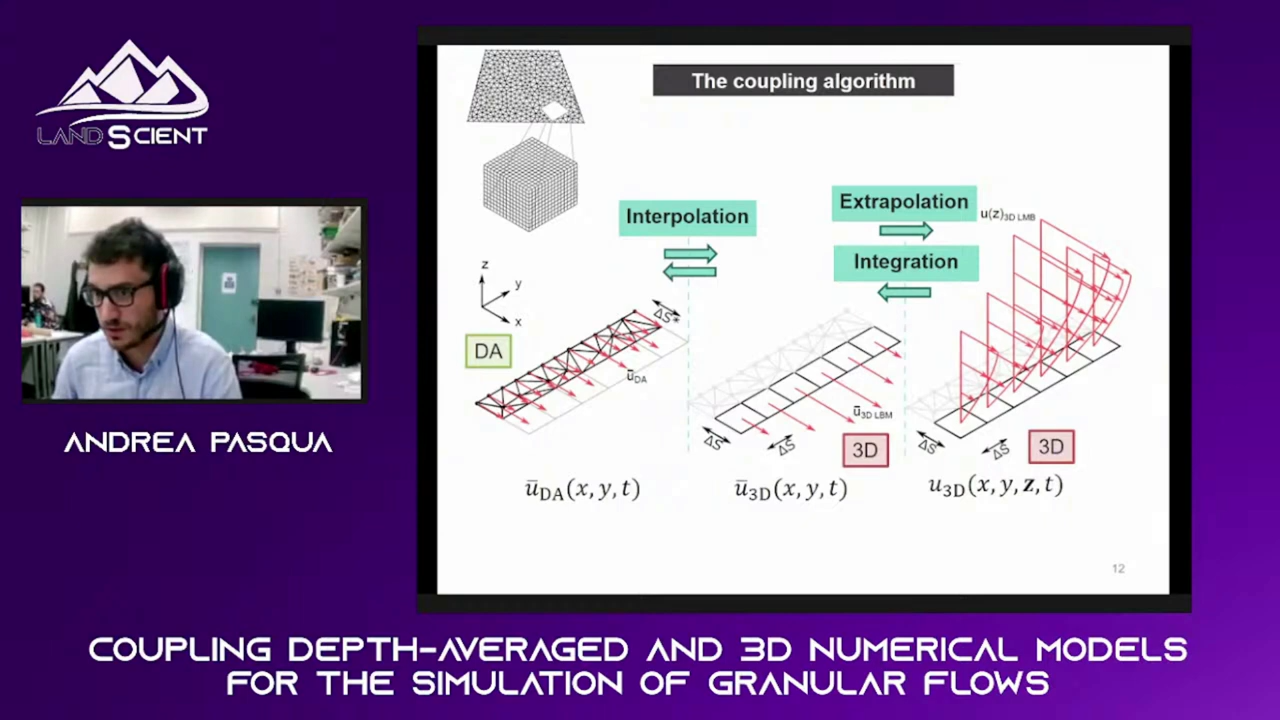 LANDSCIENT
The coupling algorithm
Interpolation
Extrapolation
Integration
u(z)3D LMB
z
y
x
ΔS*
DA
ūDA
ΔS
ΔS
ū3D LBM
3D
ΔS
ΔS
3D
ūDA(x, y, t)
ū3D(x, y, t)
u3D(x, y, z, t)
12
ANDREA PASQUA
COUPLING DEPTH-AVERAGED AND 3D NUMERICAL MODELS
FOR THE SIMULATION OF GRANULAR FLOWS